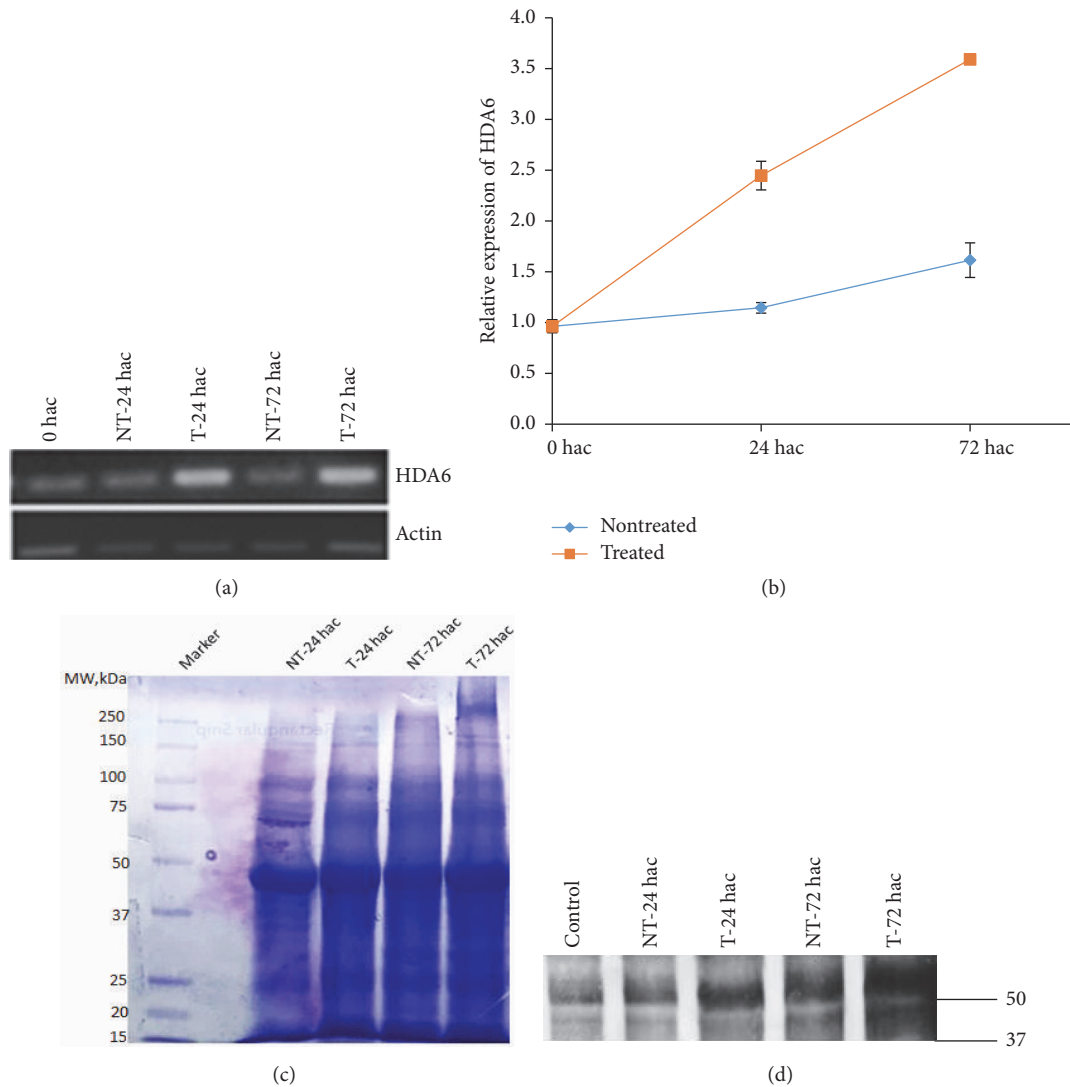 0 hac
NT-24 hac
T-24 hac
NT-72 hac
T-72 hac
HDA6
Actin
(a)
Relative expression of HDA6
4.0
3.5
3.0
2.5
2.0
1.5
1.0
0.5
0.0
0 hac
24 hac
72 hac
Nontreated
Treated
(b)
Marker
NT-24 hac
T-24 hac
NT-72 hac
T-72 hac
MW,kDa
250
150
100
75
50
37
25
20
15
Rectangular Snip
(c)
Control
NT-24 hac
T-24 hac
NT-72 hac
T-72 hac
50
37
(d)